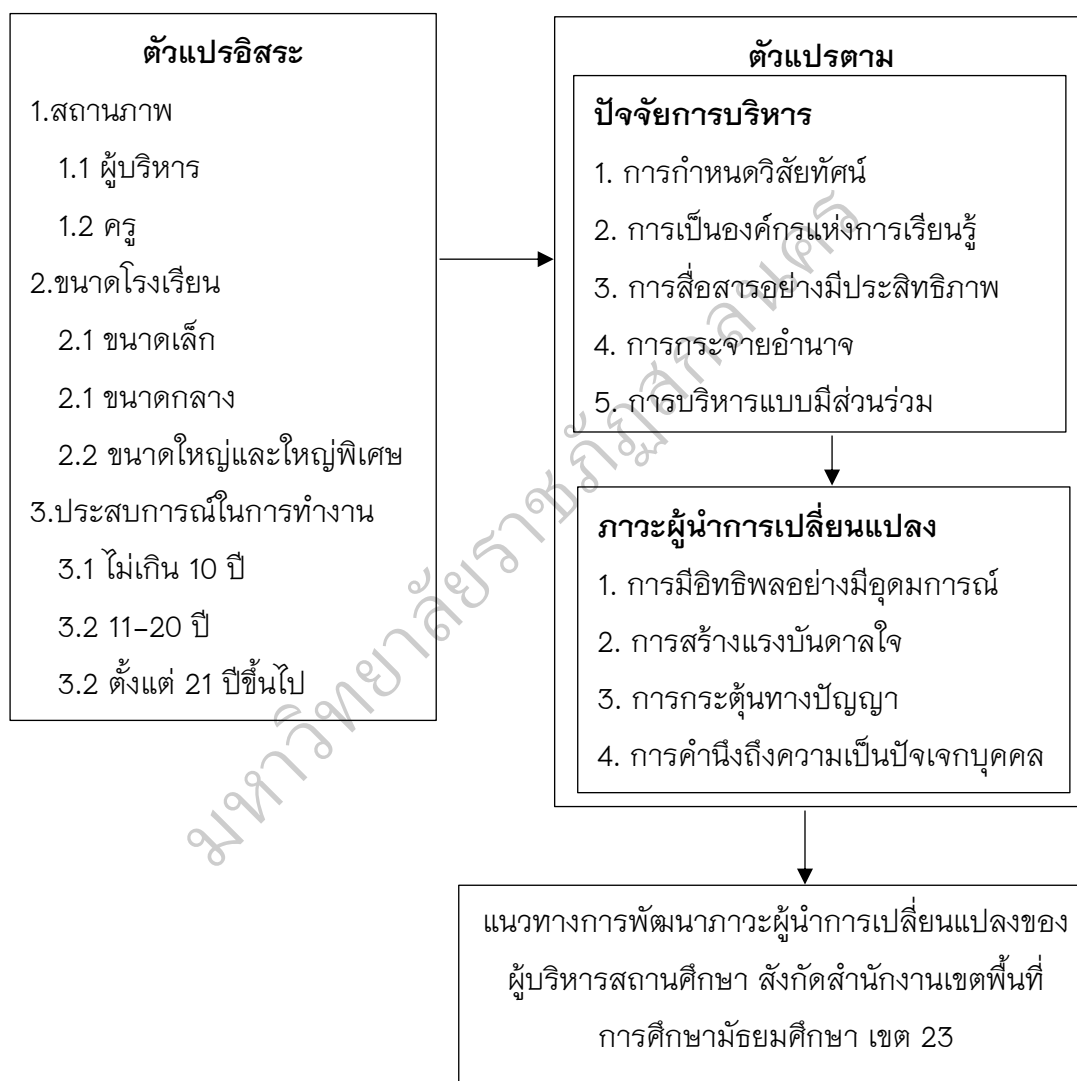 ตัวแปรอิสระ
1.สถานภาพ
1.1 ผู้บริหาร
1.2 ครู
2.ขนาดโรงเรียน
2.1 ขนาดเล็ก
2.1 ขนาดกลาง
2.2 ขนาดใหญ่และใหญ่พิเศษ
3.ประสบการณ์ในการทำงาน
3.1 ไม่เกิน 10 ปี
3.2 11–20 ปี
3.2 ตั้งแต่ 21 ปีขึ้นไป
ตัวแปรตาม
ปัจจัยการบริหาร
1. การกำหนดวิสัยทัศน์
2. การเป็นองค์กรแห่งการเรียนรู้
3. การสื่อสารอย่างมีประสิทธิภาพ
4. การกระจายอำนาจ
5. การบริหารแบบมีส่วนร่วม
ภาวะผู้นำการเปลี่ยนแปลง
1. การมีอิทธิพลอย่างมีอุดมการณ์
2. การสร้างแรงบันดาลใจ
3. การกระตุ้นทางปัญญา
4. การคำนึงถึงความเป็นปัจเจกบุคคล
แนวทางการพัฒนาภาวะผู้นำการเปลี่ยนแปลงของ
ผู้บริหารสถานศึกษา สังกัดสำนักงานเขตพื้นที่
การศึกษามัธยมศึกษา เขต 23
มหาวิทยาลัยราชภัฏสกลนคร